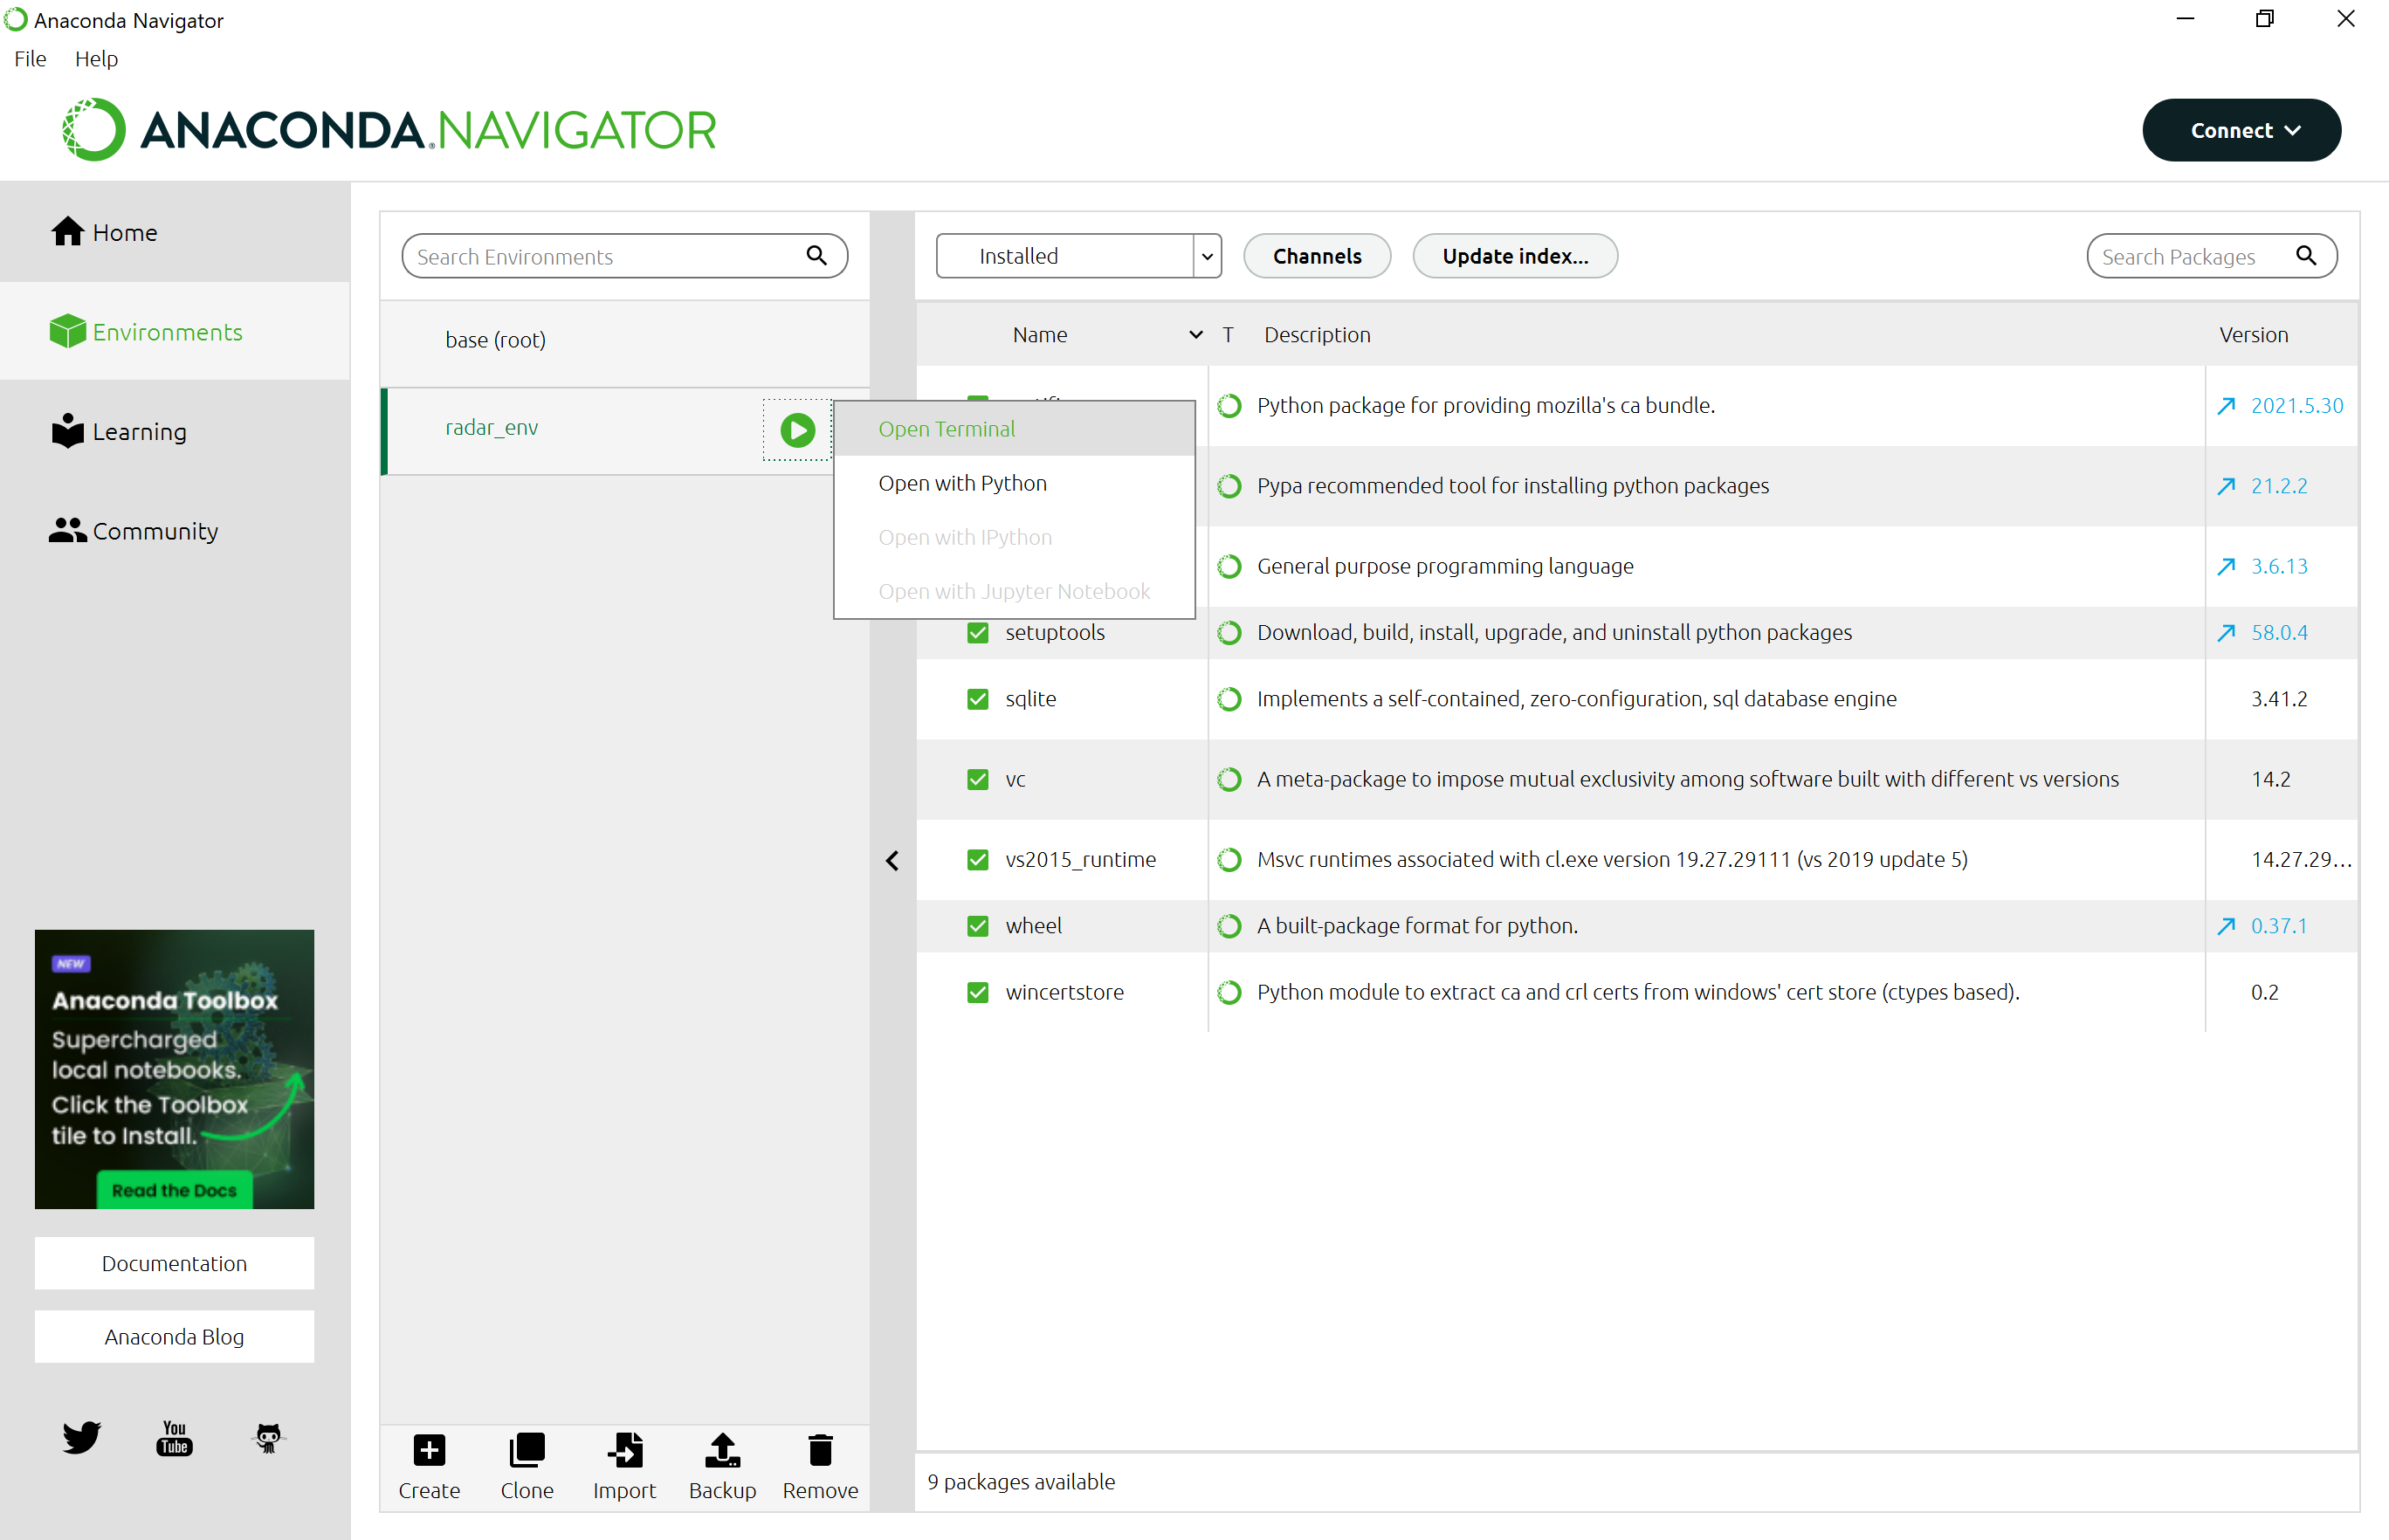 Anaconda Navigator
File Help
ANACONDA.NAVIGATOR
Connect
Home
Environments
Learning
Community
NEW
Anaconda Toolbox
Supercharged
local notebooks.
Click the Toolbox
tile to Install.
Read the Docs
Documentation
Anaconda Blog
You
Tube
Search Environments
base (root)
radar_env
Open Terminal
Open with Python
Open with IPython
Open with Jupyter Notebook
Create Clone Import Backup Remove
Installed Channels Update index... Search Packages
Name T Description Version
Python package for providing mozilla's ca bundle. 2021.5.30
Pypa recommended tool for installing python packages 21.2.2
General purpose programming language 3.6.13
setuptools Download, build, install, upgrade, and uninstall python packages 58.0.4
sqlite Implements a self-contained, zero-configuration, sql database engine 3.41.2
vc A meta-package to impose mutual exclusivity among software built with different vs versions 14.2
vs2015_runtime Msvc runtimes associated with cl.exe version 19.27.29111 (vs 2019 update 5) 14.27.29...
wheel A built-package format for python. 0.37.1
wincertstore Python module to extract ca and crl certs from windows' cert store (ctypes based). 0.2
9 packages available